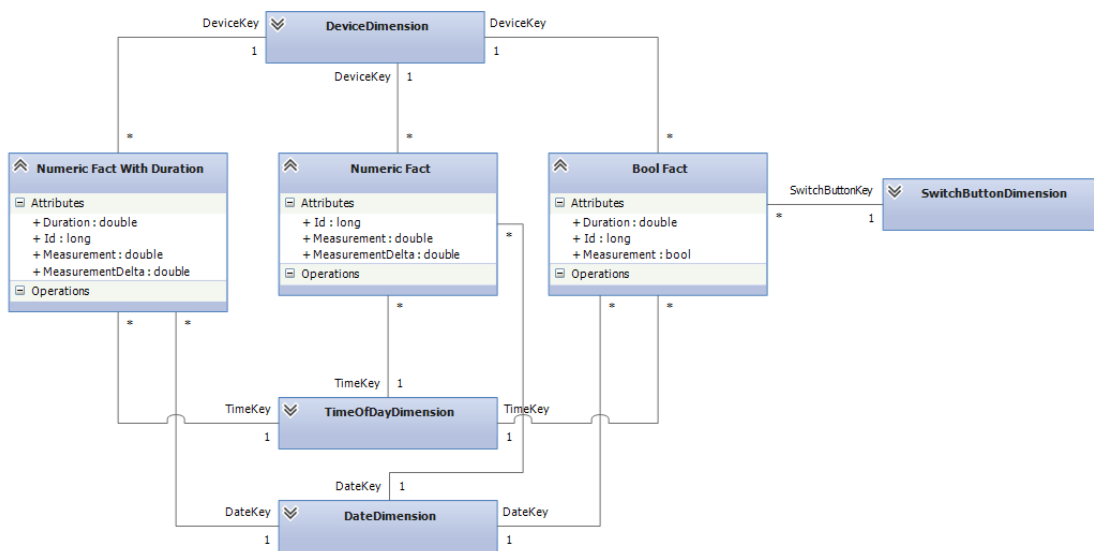 DeviceKey
DeviceDimension
DeviceKey
1
1
DeviceKey
1
*
*
*
Numeric Fact With Duration
Attributes
+ Duration : double
+ Id : long
+ Measurement : double
+ MeasurementDelta : double
Operations
Numeric Fact
Attributes
+ Id : long
+ Measurement : double
+ MeasurementDelta : double
Operations
Bool Fact
Attributes
+ Duration : double
+ Id : long
+ Measurement : bool
Operations
SwitchButtonKey
*
1
SwitchButtonDimension
*
*
*
*
*
*
TimeKey
1
TimeKey
1
TimeOfDayDimension
TimeKey
1
DateKey
1
DateKey
1
DateDimension
DateKey
1